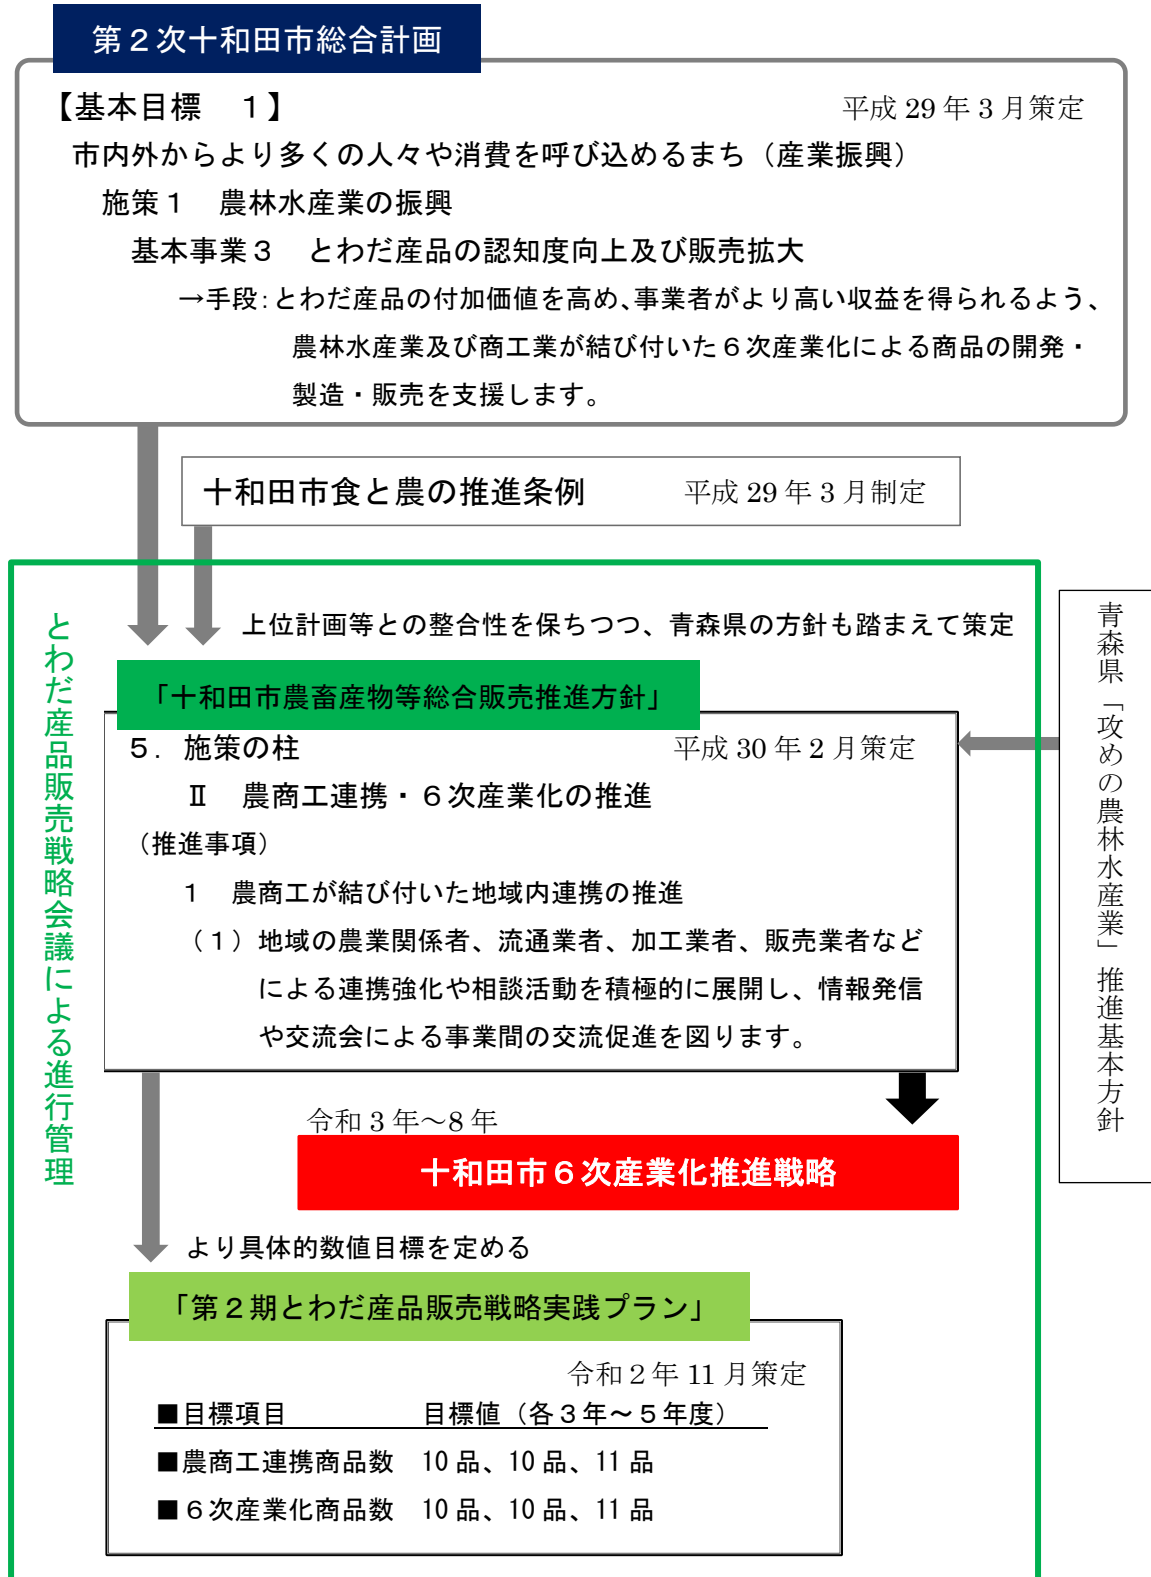 第２次十和田市総合計画
【基本目標　１】　平成 29 年 3 月策定
市内外からより多くの人々や消費を呼び込めるまち（産業振興）
施策１　農林水産業の振興
基本事業３　とわだ産品の認知度向上及び販売拡大
→手段：とわだ産品の付加価値を高め、事業者がより高い収益を得られるよう、
農林水産業及び商工業が結び付いた６次産業化による商品の開発・
製造・販売を支援します。
十和田市食と農の推進条例　平成 29 年 3 月制定
上位計画等との整合性を保ちつつ、青森県の方針も踏まえて策定
とわだ産品販売戦略会議による進行管理
青森県「攻めの農林水産業」推進基本方針
「十和田市農畜産物等総合販売推進方針」
５．施策の柱　平成 30 年 2 月策定
Ⅱ　農商工連携・６次産業化の推進
（推進事項）
１　農商工が結び付いた地域内連携の推進
（１）地域の農業関係者、流通業者、加工業者、販売業者など
による連携強化や相談活動を積極的に展開し、情報発信
や交流会による事業間の交流促進を図ります。
令和 3 年～8 年
十和田市６次産業化推進戦略
より具体的数値目標を定める
「第２期とわだ産品販売戦略実践プラン」
令和２年 11 月策定
■目標項目　目標値（各３年～５年度）
■農商工連携商品数　10 品、10 品、11 品
■６次産業化商品数　10 品、10 品、11 品